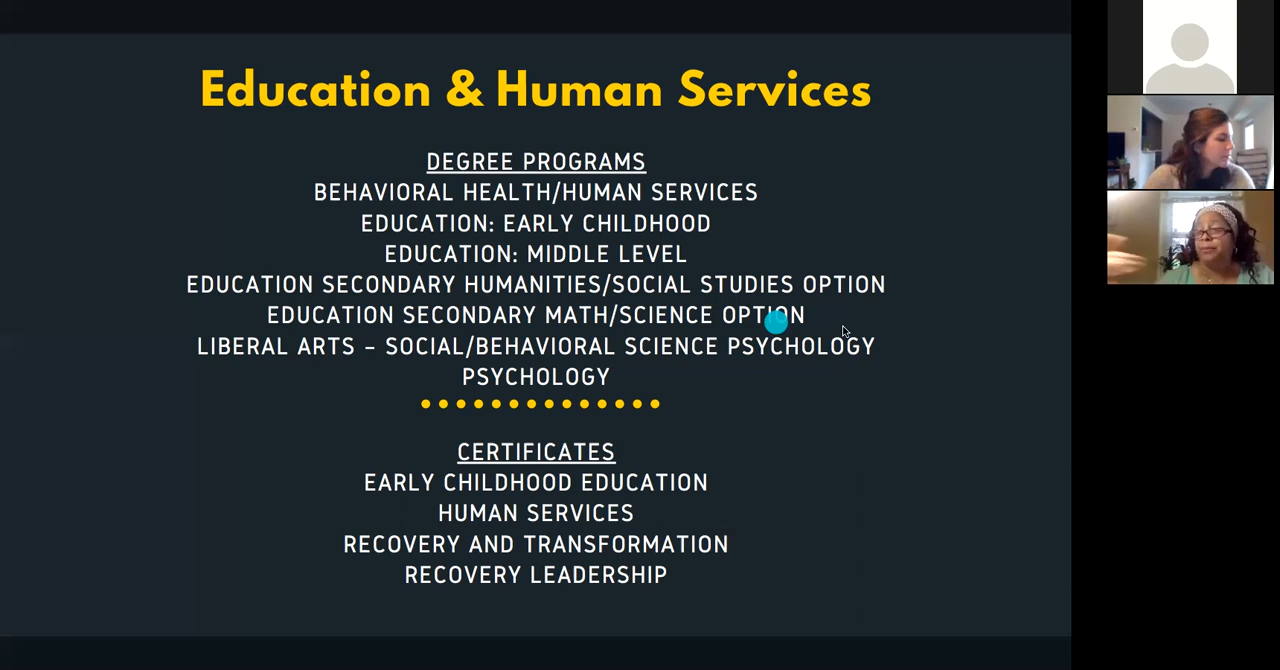 Education & Human Services
DEGREE PROGRAMS
BEHAVIORAL HEALTH/HUMAN SERVICES
EDUCATION: EARLY CHILDHOOD
EDUCATION: MIDDLE LEVEL
EDUCATION SECONDARY HUMANITIES/SOCIAL STUDIES OPTION
EDUCATION SECONDARY MATH/SCIENCE OPTION
LIBERAL ARTS – SOCIAL/BEHAVIORAL SCIENCE PSYCHOLOGY
PSYCHOLOGY
CERTIFICATES
EARLY CHILDHOOD EDUCATION
HUMAN SERVICES
RECOVERY AND TRANSFORMATION
RECOVERY LEADERSHIP